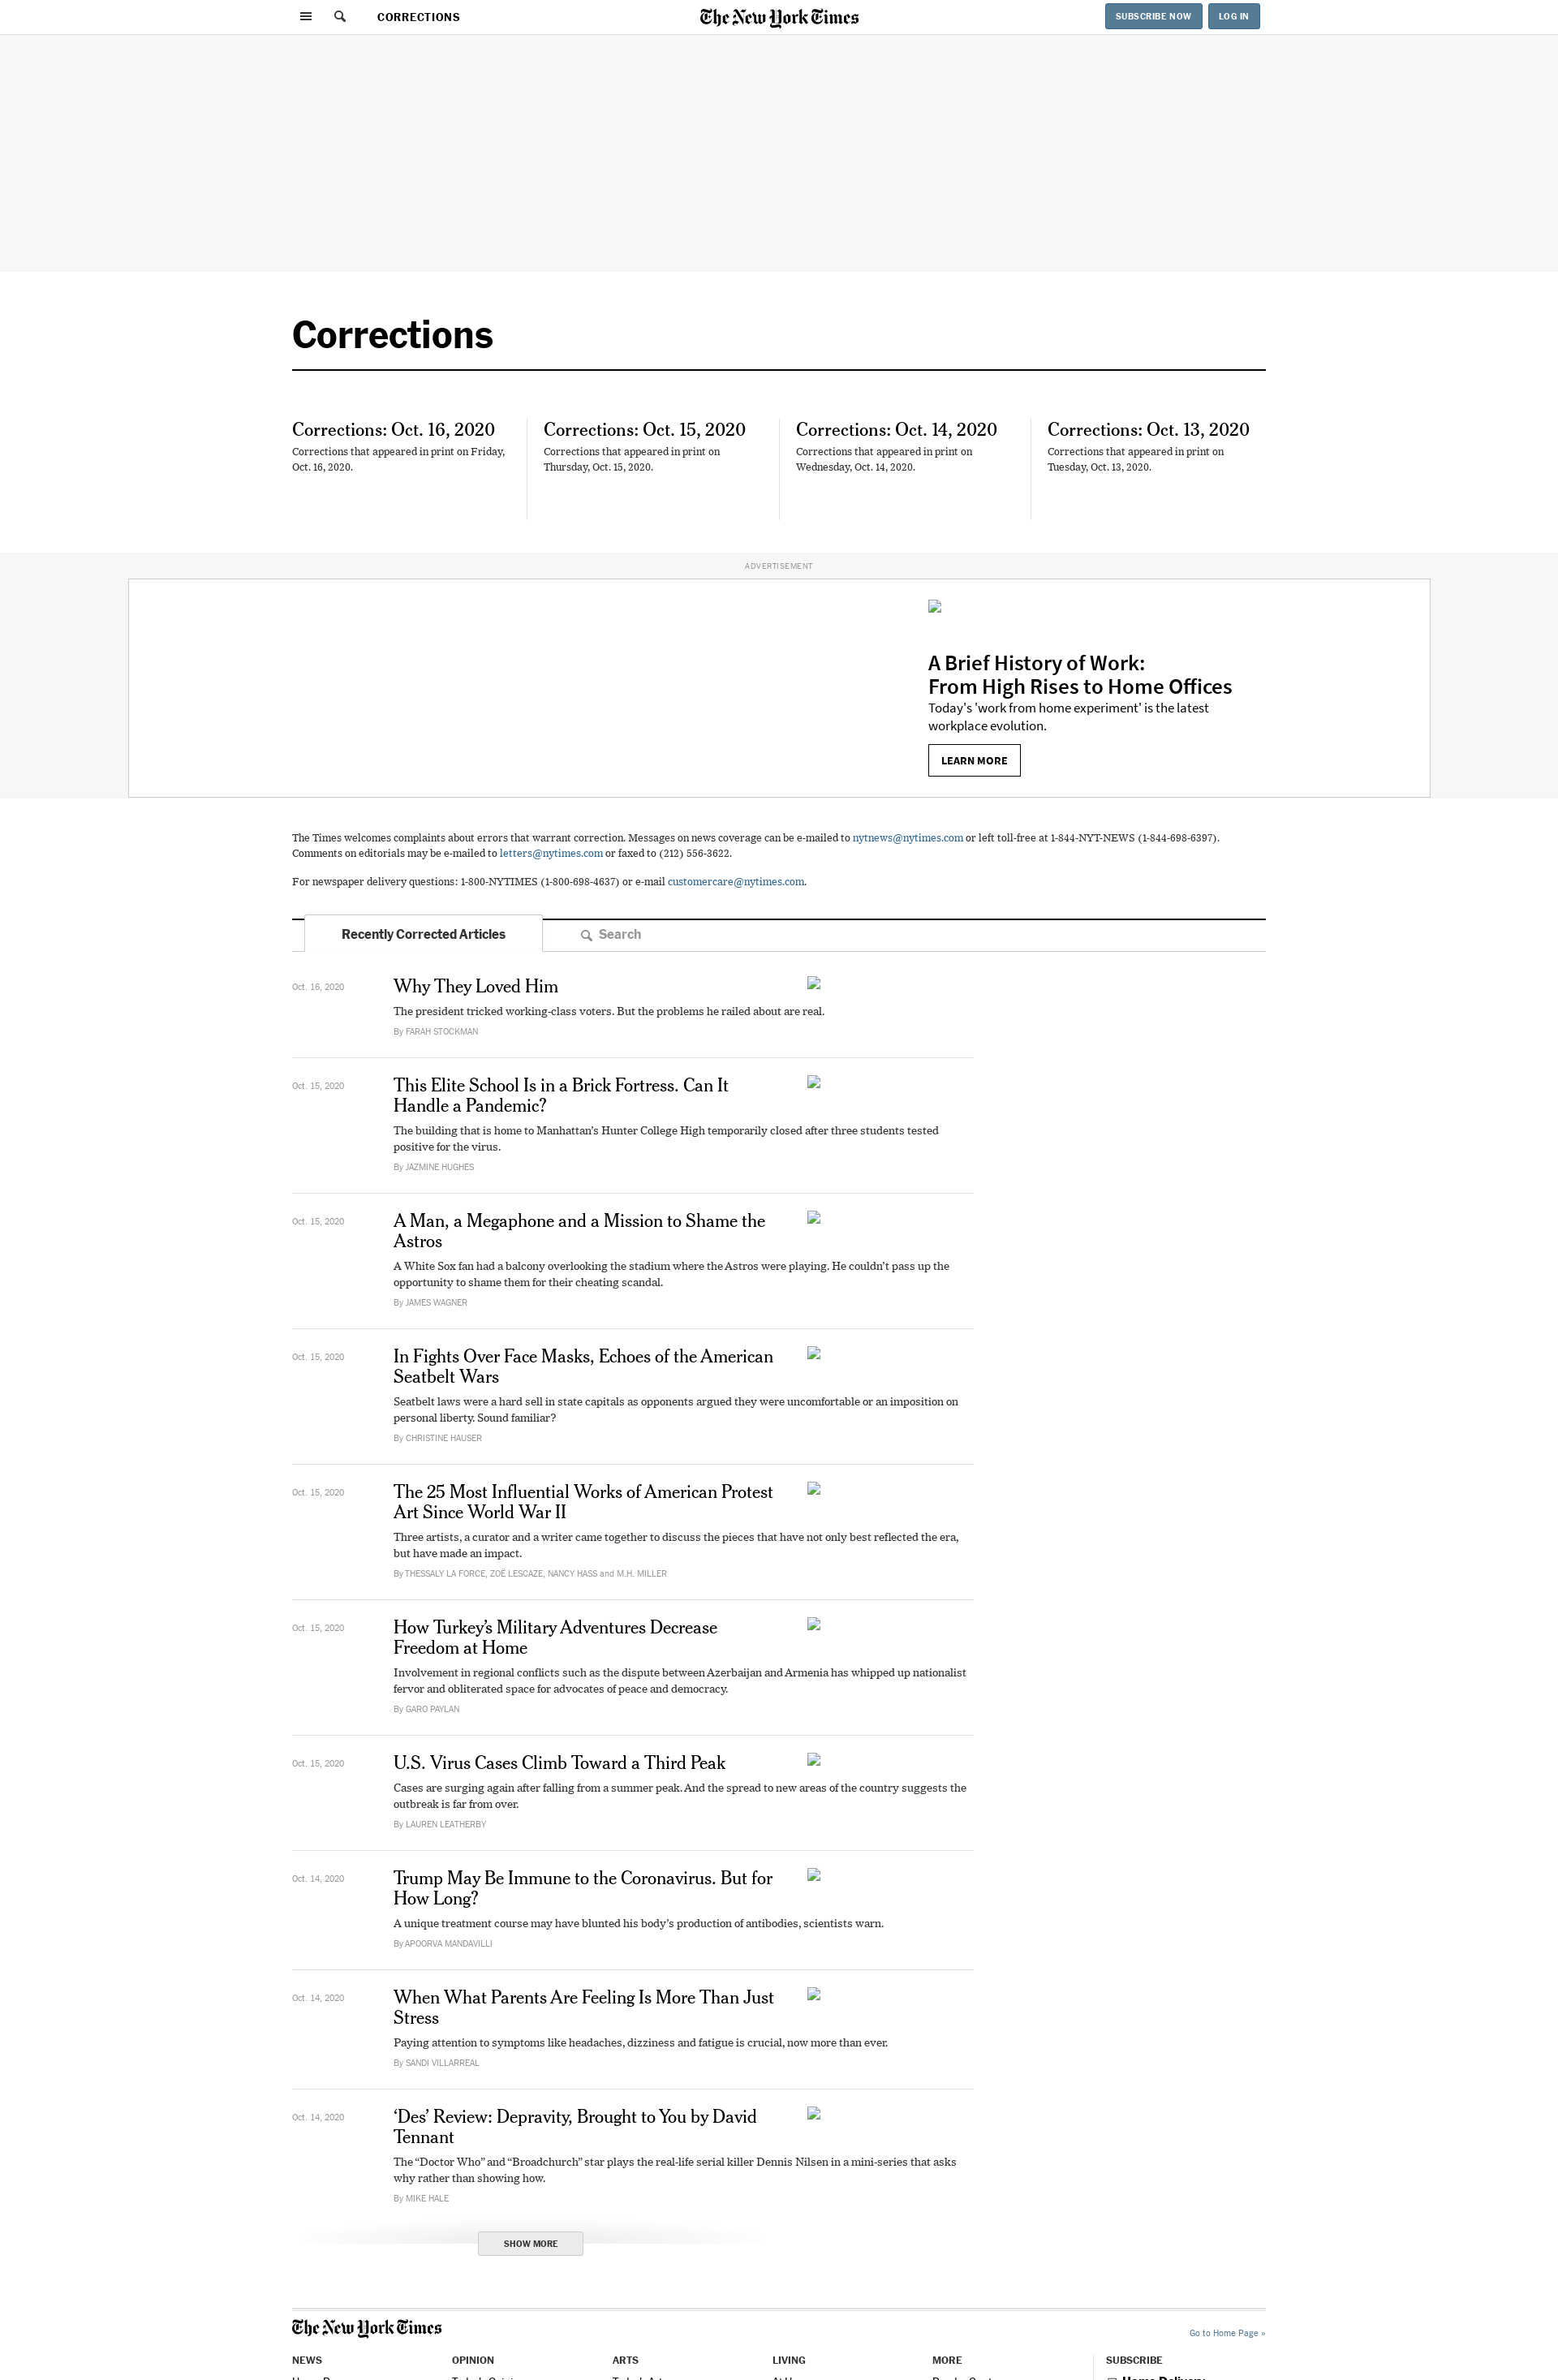 CORRECTIONS
The New York Times
SUBSCRIBE NOW
LOG IN
Corrections
Corrections: Oct. 16, 2020
Corrections that appeared in print on Friday,
Oct. 16, 2020.
Corrections: Oct. 15, 2020
Corrections that appeared in print on
Thursday, Oct. 15, 2020.
Corrections: Oct. 14, 2020
Corrections that appeared in print on
Wednesday, Oct. 14, 2020.
Corrections: Oct. 13, 2020
Corrections that appeared in print on
Tuesday, Oct. 13, 2020.
ADVERTISEMENT
A Brief History of Work:
From High Rises to Home Offices
Today's 'work from home experiment' is the latest
workplace evolution.
LEARN MORE
The Times welcomes complaints about errors that warrant correction. Messages on news coverage can be e-mailed to nytnews@nytimes.com or left toll-free at 1-844-NYT-NEWS (1-844-698-6397).
Comments on editorials may be e-mailed to letters@nytimes.com or faxed to (212) 556-3622.
For newspaper delivery questions: 1-800-NYTIMES (1-800-698-4637) or e-mail customercare@nytimes.com.
Recently Corrected Articles
Search
Oct. 16, 2020
Why They Loved Him
The president tricked working-class voters. But the problems he railed about are real.
By FARAH STOCKMAN
Oct. 15, 2020
This Elite School Is in a Brick Fortress. Can It
Handle a Pandemic?
The building that is home to Manhattan's Hunter College High temporarily closed after three students tested
positive for the virus.
By JAZMINE HUGHES
Oct. 15, 2020
A Man, a Megaphone and a Mission to Shame the
Astros
A White Sox fan had a balcony overlooking the stadium where the Astros were playing. He couldn't pass up the
opportunity to shame them for their cheating scandal.
By JAMES WAGNER
Oct. 15, 2020
In Fights Over Face Masks, Echoes of the American
Seatbelt Wars
Seatbelt laws were a hard sell in state capitals as opponents argued they were uncomfortable or an imposition on
personal liberty. Sound familiar?
By CHRISTINE HAUSER
Oct. 15, 2020
The 25 Most Influential Works of American Protest
Art Since World War II
Three artists, a curator and a writer came together to discuss the pieces that have not only best reflected the era,
but have made an impact.
By THESSALY LA FORCE, ZOË LESCAZE, NANCY HASS and M.H. MILLER
Oct. 15, 2020
How Turkey's Military Adventures Decrease
Freedom at Home
Involvement in regional conflicts such as the dispute between Azerbaijan and Armenia has whipped up nationalist
fervor and obliterated space for advocates of peace and democracy.
By GARO PAYLAN
Oct. 15, 2020
U.S. Virus Cases Climb Toward a Third Peak
Cases are surging again after falling from a summer peak. And the spread to new areas of the country suggests the
outbreak is far from over.
By LAUREN LEATHERBY
Oct. 14, 2020
Trump May Be Immune to the Coronavirus. But for
How Long?
A unique treatment course may have blunted his body's production of antibodies, scientists warn.
By APOORVA MANDAVILLI
Oct. 14, 2020
When What Parents Are Feeling Is More Than Just
Stress
Paying attention to symptoms like headaches, dizziness and fatigue is crucial, now more than ever.
By SANDI VILLARREAL
Oct. 14, 2020
‘Des’ Review: Depravity, Brought to You by David
Tennant
The “Doctor Who” and “Broadchurch” star plays the real-life serial killer Dennis Nilsen in a mini-series that asks
why rather than showing how.
By MIKE HALE
SHOW MORE
The New York Times
Go to Home Page »
NEWS
OPINION
ARTS
LIVING
MORE
SUBSCRIBE